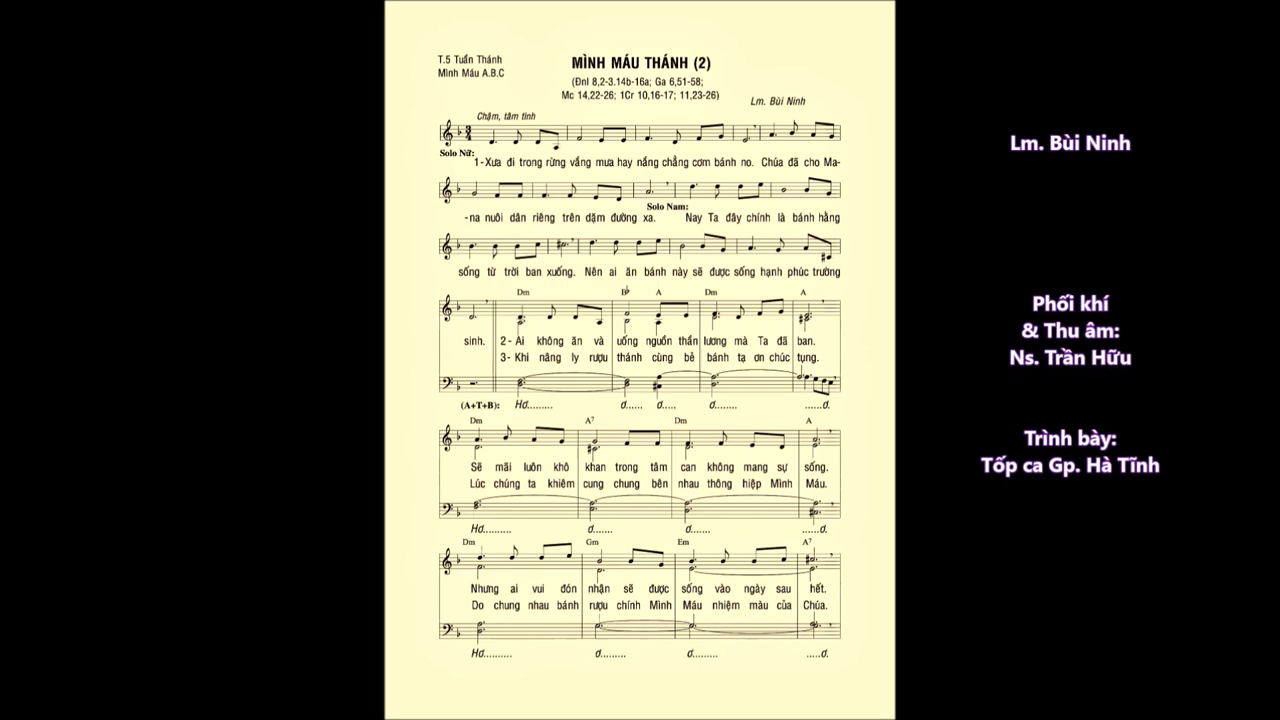 T.5 Tuần Thánh
Mình Máu A.B.C
MÌNH MÁU THÁNH (2)
(Đnl 8,2-3.14b-16a; Ga 6,51-58;
Mc 14,22-26; 1Cr 10,16-17; 11,23-26)
Lm. Bùi Ninh
Chậm, tâm tình
Solo Nữ:
1-Xưa đi trong rừng vắng mưa hay nắng chẳng cơm bánh no. Chúa đã cho Ma-
-na nuôi dân riêng trên dặm đường xa. Nay Ta đây chính là bánh hằng
Solo Nam:
sống từ trời ban xuống. Nên ai ăn bánh này sẽ được sống hạnh phúc trường
Dm B♭ A Dm A
sinh. 2- Ai không ăn và uống nguồn thần lương mà Ta đã ban.
3- Khi nâng ly rượu thánh cùng bẻ bánh tạ ơn chúc tụng.
(A+T+B): Hơ......... ơ...... ơ..... ơ........ ......ơ.
Dm A7 Dm A
Sẽ mãi luôn khô khan trong tâm can không mang sự sống.
Lúc chúng ta khiêm cung chung bên nhau thông hiệp Mình Máu.
Hơ.......... ơ....... ơ....... ......ơ.
Dm Gm Em A7
Nhưng ai vui đón nhận sẽ được sống vào ngày sau hết.
Do chung nhau bánh rượu chính Mình Máu nhiệm màu của Chúa.
Hơ.......... ơ......... ơ......... .....ơ.
Lm. Bùi Ninh
Phối khí
& Thu âm:
Ns. Trần Hữu
Trình bày:
Tốp ca Gp. Hà Tĩnh